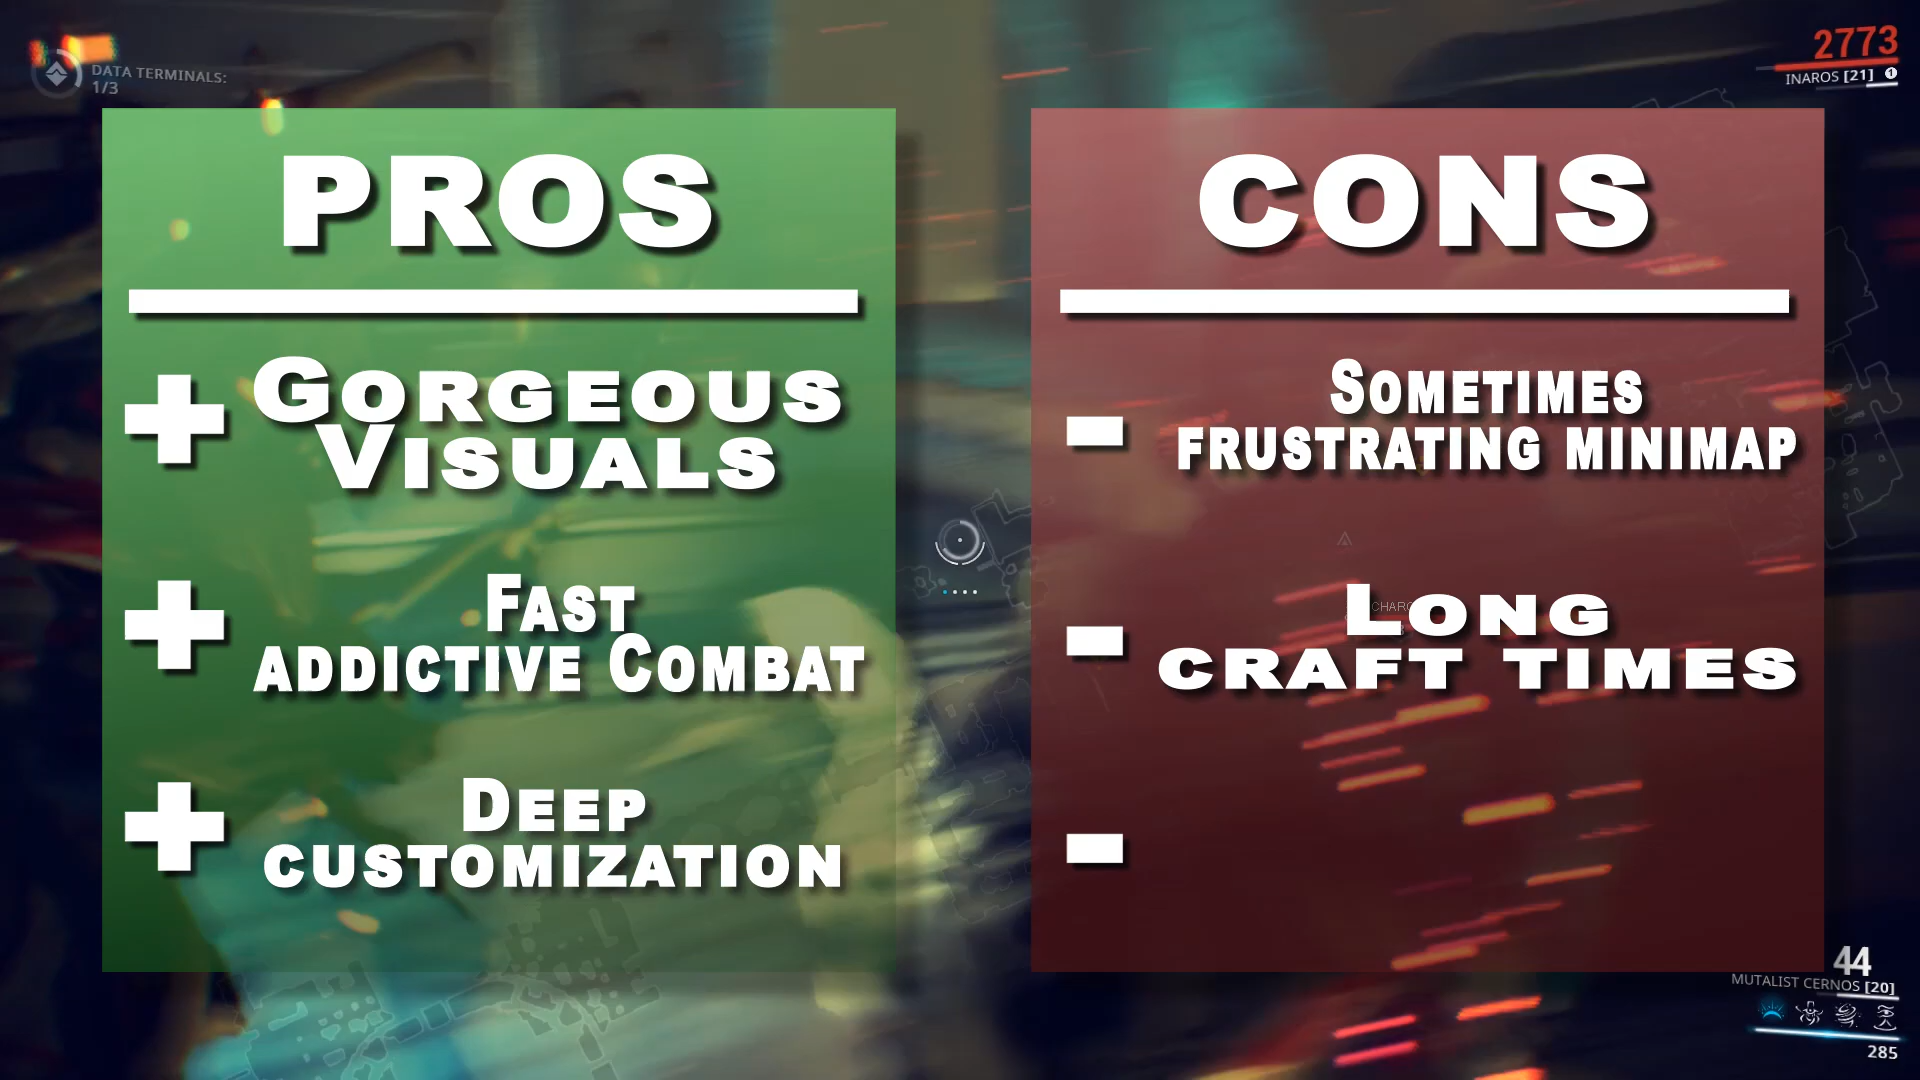 DATA TERMINALS:
1/3
2773
INAROS [21] 1
PROS
+ GORGEOUS
VISUALS
+ FAST
ADDICTIVE COMBAT
+ DEEP
CUSTOMIZATION
CONS
- SOMETIMES
FRUSTRATING MINIMAP
- LONG
CRAFT TIMES
-
44
MUTALIST CERNOS [20]
285